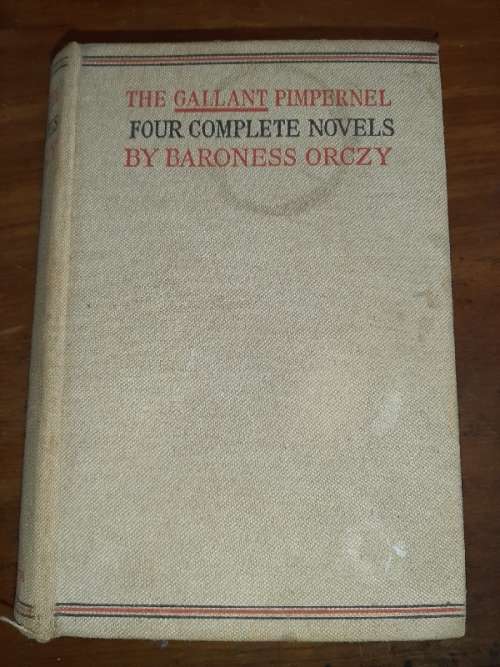 THE GALLANT PIMPERNEL
FOUR COMPLETE NOVELS
BY BARONESS ORCZY